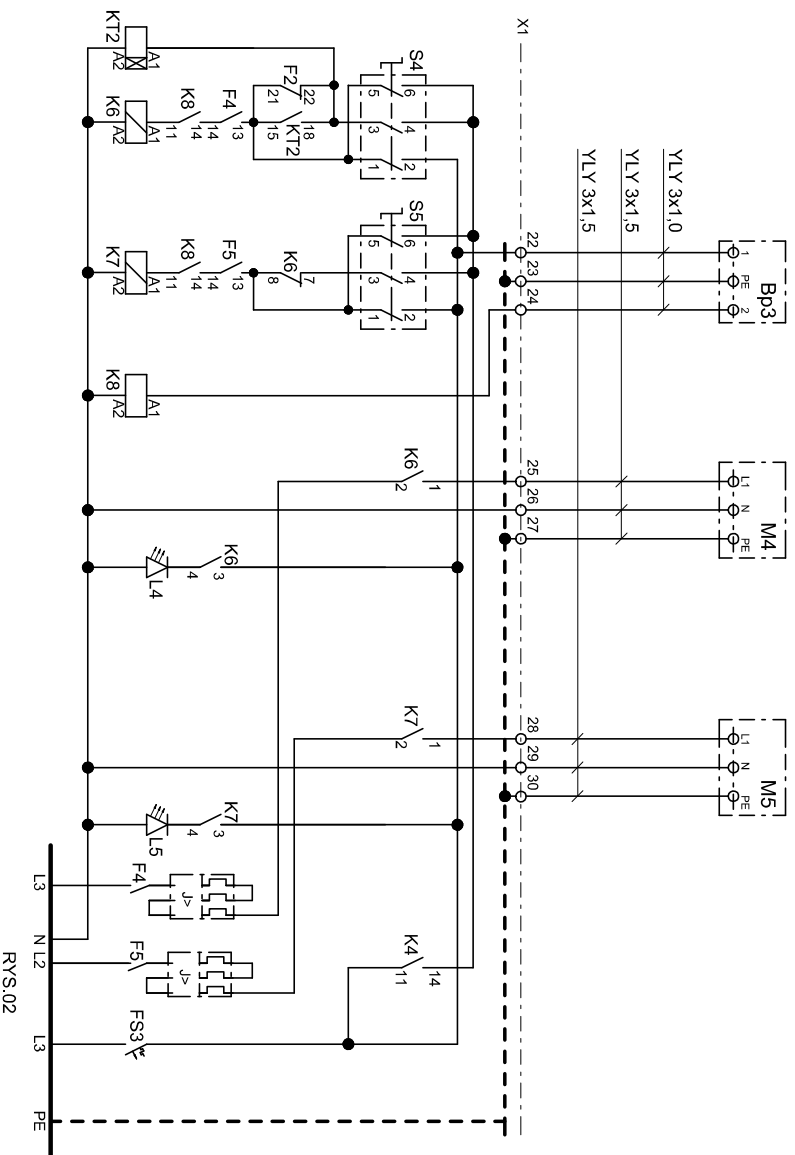 X1
YLY 3x1,0
YLY 3x1,5
YLY 3x1,5
Bp3
1
PE
2
22
23
24
M4
L1
N
PE
25
26
27
M5
L1
N
PE
28
29
30
S4
6
5
4
3
2
1
F2
22
21
KT2
18
15
F4
13
14
K8
14
11
KT2
A1
A2
K6
A1
A2
S5
6
5
4
3
2
1
K6
7
8
F5
13
14
K8
14
11
K7
A1
A2
K8
A1
A2
K6
1
2
K6
3
4
L4
K7
1
2
K7
3
4
L5
K4
14
11
J>
F4
J>
F5
FS3
L3
N
L2
L3
PE
RYS.02